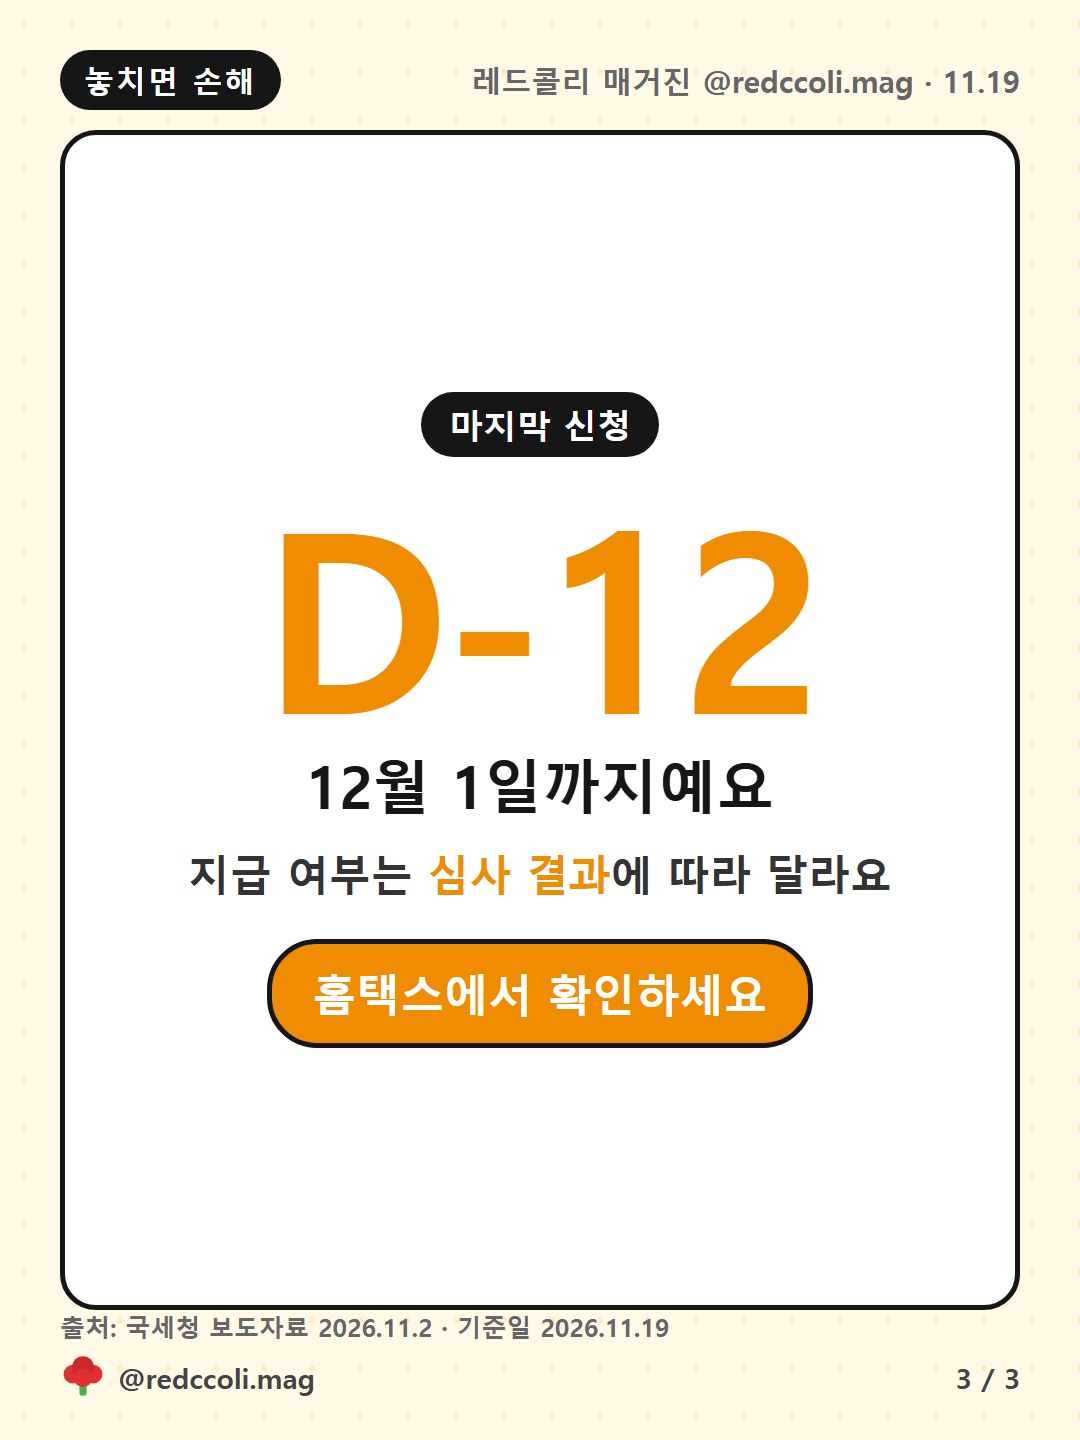 놓치면 손해
레드콜리 매거진 @redccoli.mag · 11.19
마지막 신청
D-12
12월 1일까지예요
지급 여부는 심사 결과에 따라 달라요
홈택스에서 확인하세요
출처: 국세청 보도자료 2026.11.2 · 기준일 2026.11.19
@redccoli.mag
3 / 3